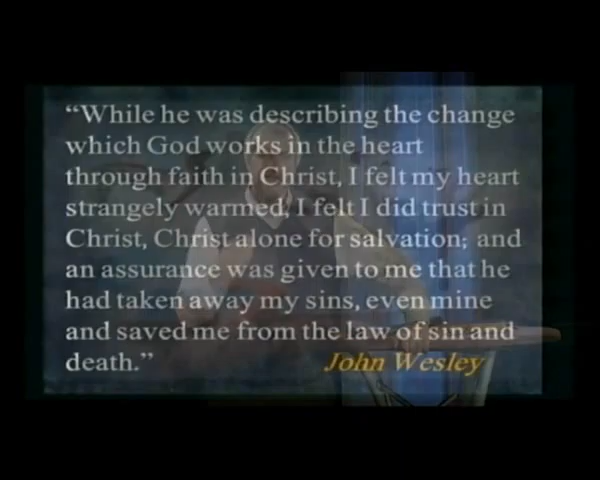 “While he was describing the change
which God works in the heart
through faith in Christ, I felt my heart
strangely warmed, I felt I did trust in
Christ, Christ alone for salvation; and
an assurance was given to me that he
had taken away my sins, even mine
and saved me from the law of sin and
death.” John Wesley